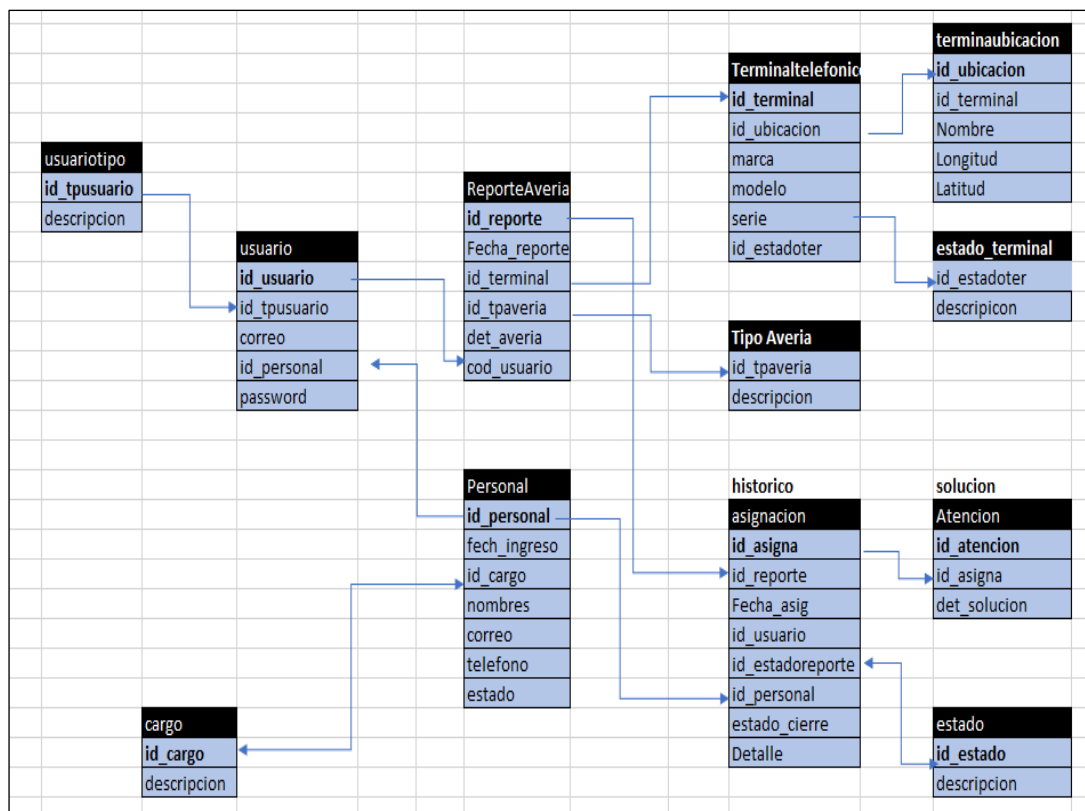 terminaubicacion
id_ubicacion
id_terminal
Nombre
Longitud
Latitud
Terminaltelefonico
id_terminal
id_ubicacion
marca
modelo
serie
id_estadoter
usuariotipo
id_tpusuario
descripcion
ReporteAveria
id_reporte
Fecha_reporte
id_terminal
id_tpaveria
det_averia
cod_usuario
usuario
id_usuario
id_tpusuario
correo
id_personal
password
estado_terminal
id_estadoter
descripicon
Tipo Averia
id_tpaveria
descripcion
Personal
id_personal
fech_ingreso
id_cargo
nombres
correo
telefono
estado
historico
asignacion
id_asigna
id_reporte
Fecha_asig
id_usuario
id_estadoreporte
id_personal
estado_cierre
Detalle
solucion
Atencion
id_atencion
id_asigna
det_solucion
cargo
id_cargo
descripcion
estado
id_estado
descripcion